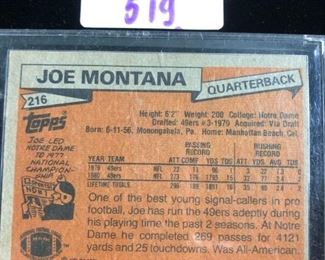 519
JOE MONTANA
QUARTERBACK
216
Topps
Height: 6'2" Weight: 200 College: Notre Dame
Drafted: 49ers #3-1979 Acquired: Via Draft
Born: 6-11-56, Monongahela, Pa. Home: Manhattan Beach, Cal.
JOE LED
NOTRE DAME
TO 1977
NATIONAL
CHAMPION-
SHIP
PASSING
RECORD
RUSHING
RECORD
YEAR TEAM ATT COMP YDS TDS ATT YDS AVG TDS
1979 49ERS NFL
1980 49ERS NFL
LIFETIME TOTALS
One of the best young signal-callers in pro
football, Joe has run the 49ers adeptly during
his playing time the past 2 seasons. At Notre
Dame, he completed 269 passes for 4121
yards and 25 touchdowns. Was All-American.